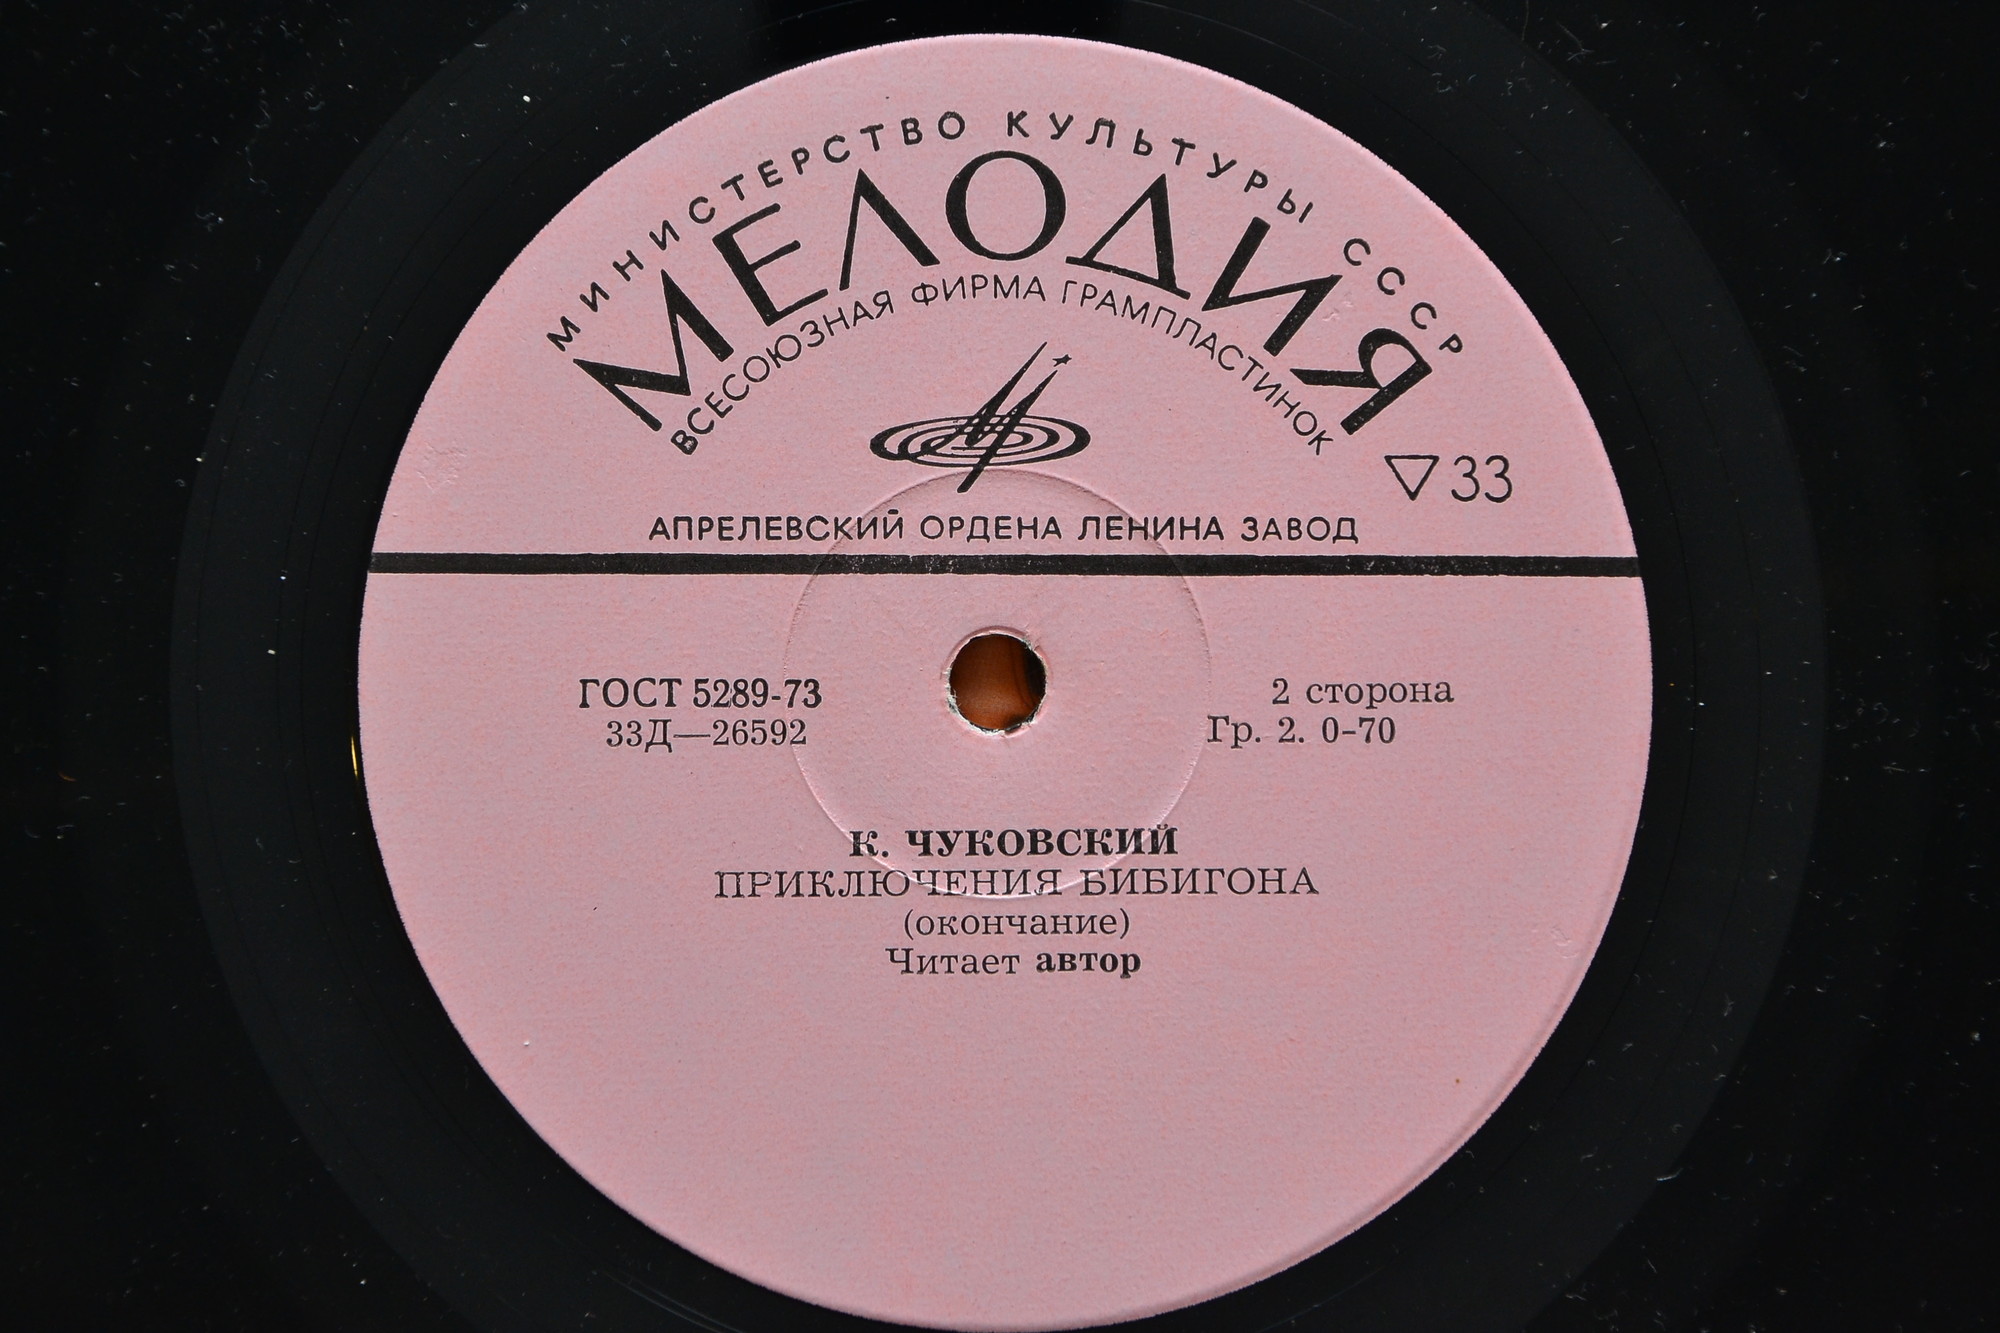 МИНИСТЕРСТВО КУЛЬТУРЫ СССР
МЕЛОДИЯ
ВСЕСОЮЗНАЯ ФИРМА ГРАМПЛАСТИНОК
▽33
АПРЕЛЕВСКИЙ ОРДЕНА ЛЕНИНА ЗАВОД
ГОСТ 5289-73
33Д—26592
2 сторона
Гр. 2. 0-70
К. ЧУКОВСКИЙ
ПРИКЛЮЧЕНИЯ БИБИГОНА
(окончание)
Читает автор